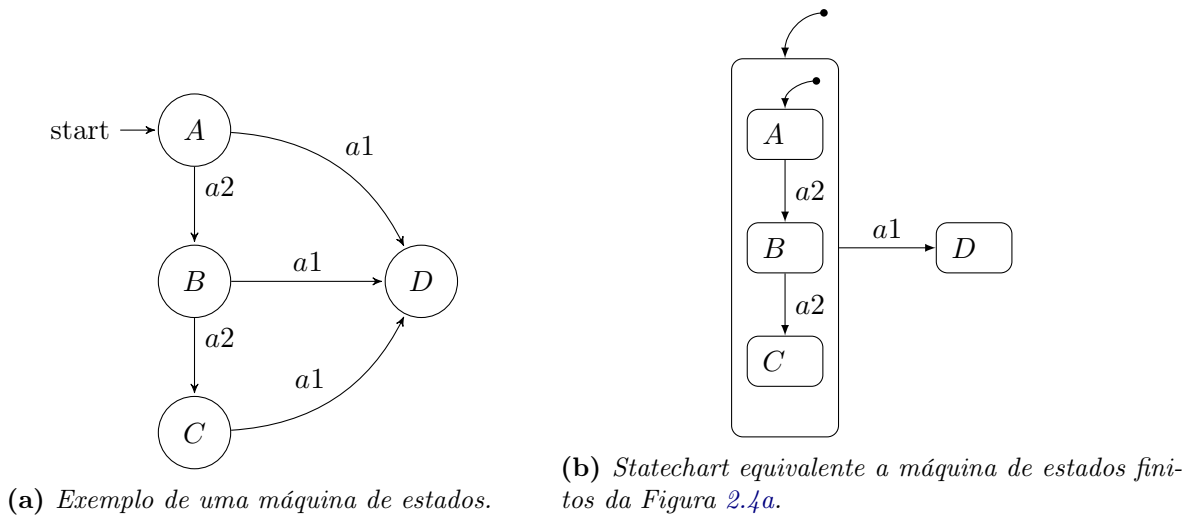 start
A
a1
a2
B
a1
D
a2
a1
C
(a) Exemplo de uma máquina de estados.
A
a2
B
a1
D
a2
C
(b) Statechart equivalente a máquina de estados fini-
tos da Figura 2.4a.